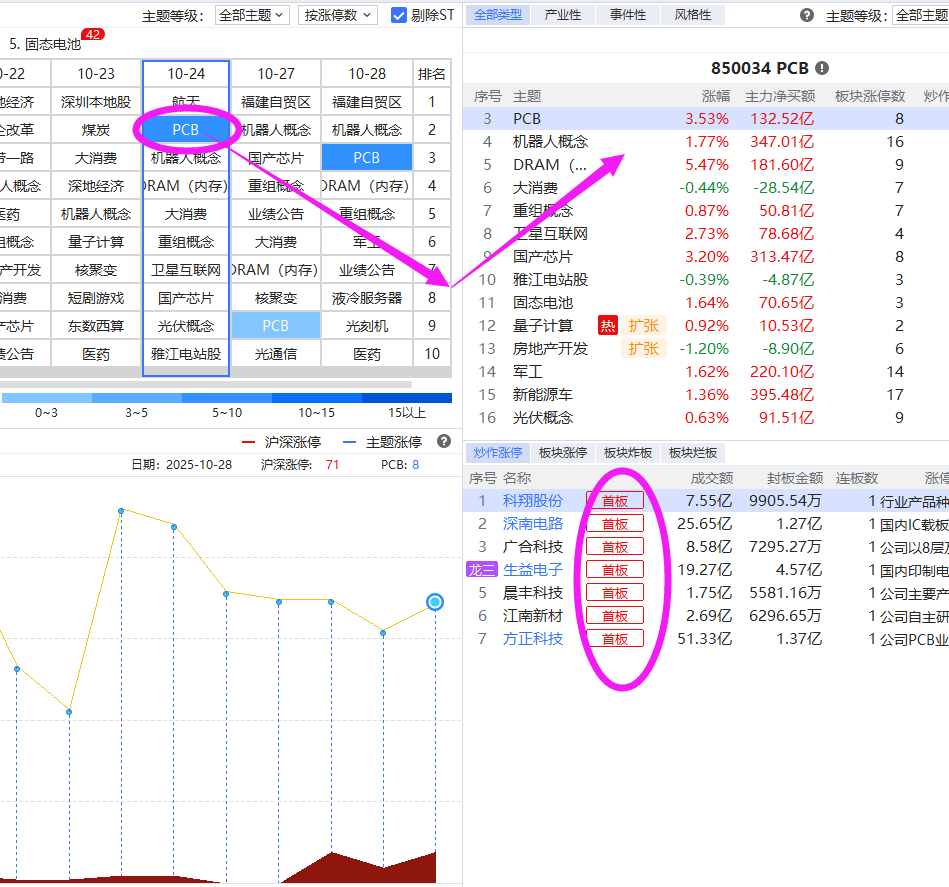 主题等级： 全部主题 按涨停数 剔除ST
5. 固态电池 42
0-22 10-23 10-24 10-27 10-28 排名
地经济 深圳本地股 航天 福建自贸区 福建自贸区 1
企改革 煤炭 PCB 机器人概念 机器人概念 2
带一路 大消费 机器人概念 国产芯片 PCB 3
人概念 深地经济 DRAM（内存） 重组概念 DRAM（内存） 4
医药 机器人概念 大消费 业绩公告 重组概念 5
组概念 量子计算 重组概念 大消费 军工 6
产开发 核聚变 卫星互联网 DRAM（内存） 业绩公告 7
消费 短剧游戏 国产芯片 核聚变 液冷服务器 8
产芯片 东数西算 光伏概念 PCB 光刻机 9
绩公告 医药 雅江电站股 光通信 医药 10
0~3 3~5 5~10 10~15 15以上
沪深涨停 主题涨停 ?
日期： 2025-10-28 沪深涨停: 71 PCB: 8
全部类型 产业性 事件性 风格性 ? 主题等级： 全部主题
850034 PCB
序号 主题 涨幅 主力净买额 板块涨停数 炒作
3 PCB 3.53% 132.52亿 8
4 机器人概念 1.77% 347.01亿 16
5 DRAM（... 5.47% 181.60亿 9
6 大消费 -0.44% -28.54亿 7
7 重组概念 0.87% 50.81亿 7
8 卫星互联网 2.73% 78.68亿 4
9 国产芯片 3.20% 313.47亿 8
10 雅江电站股 -0.39% -4.87亿 3
11 固态电池 1.64% 70.65亿 3
12 量子计算 热 扩张 0.92% 10.53亿 2
13 房地产开发 扩张 -1.20% -8.90亿 6
14 军工 1.62% 220.10亿 14
15 新能源车 1.36% 395.48亿 17
16 光伏概念 0.63% 91.51亿 9
炒作涨停 板块涨停 板块炸板 板块烂板
序号 名称 成交额 封板金额 连板数 涨停
1 科翔股份 首板 7.55亿 9905.54万 1 行业产品种
2 深南电路 首板 25.65亿 1.27亿 1 国内IC载板
3 广合科技 首板 8.58亿 7295.27万 1 公司以8层及
龙三 生益电子 首板 19.27亿 4.57亿 1 国内印制电
5 晨丰科技 首板 1.75亿 5581.16万 1 公司主要产
6 江南新材 首板 2.69亿 6296.65万 1 公司自主研
7 方正科技 首板 51.33亿 1.37亿 1 公司PCB业